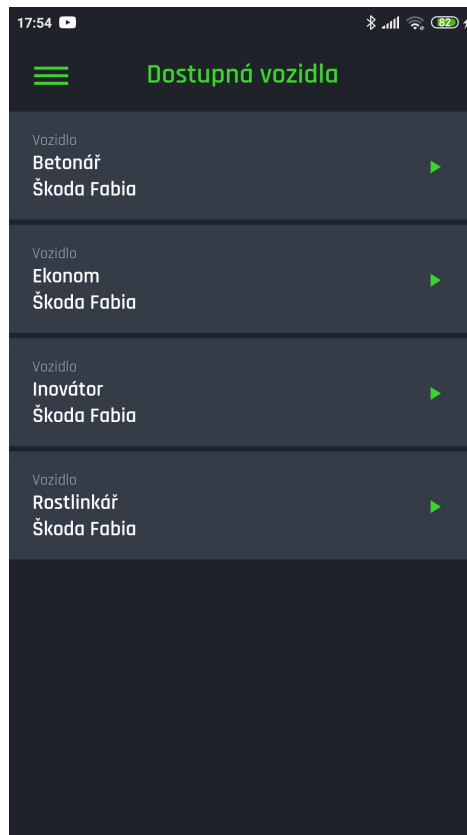 17:54
82
Dostupná vozidla
Vozidlo
Betonář
Škoda Fabia
Vozidlo
Ekonom
Škoda Fabia
Vozidlo
Inovátor
Škoda Fabia
Vozidlo
Rostlinkář
Škoda Fabia